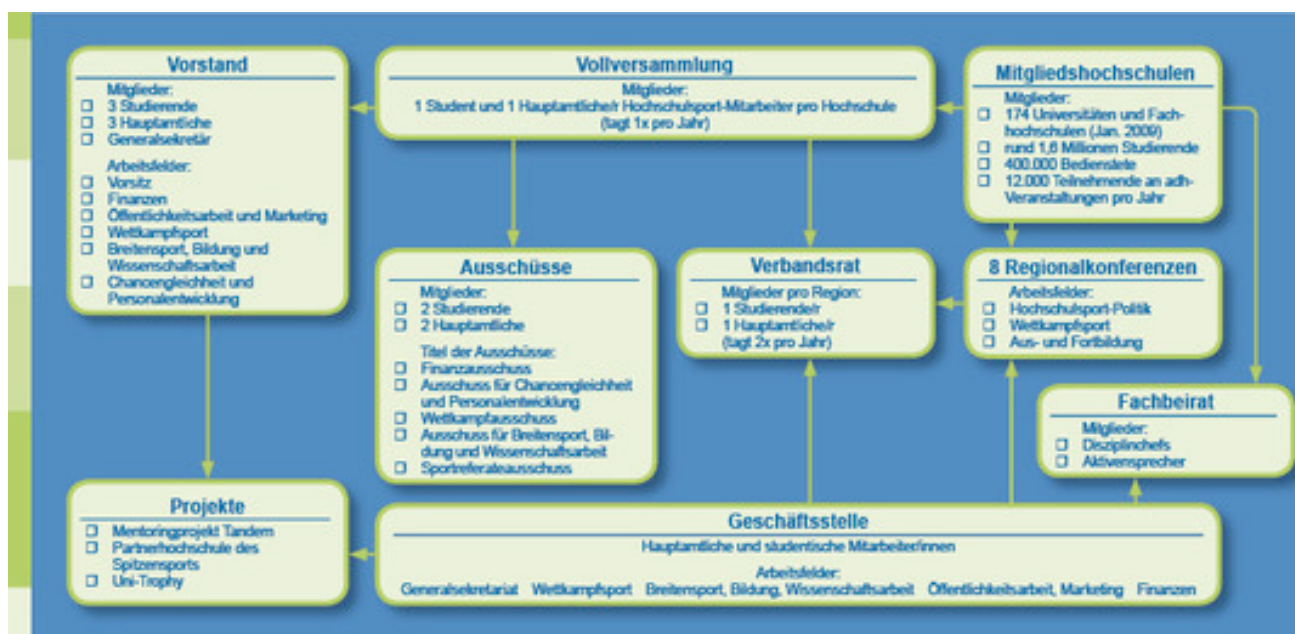 Vorstand
Mitglieder:
❒ 3 Studierende
❒ 3 Hauptamtliche
❒ Generalsekretär
Arbeitsfelder:
❒ Vorsitz
❒ Finanzen
❒ Öffentlichkeitsarbeit und Marketing
❒ Wettkampfsport
❒ Breitensport, Bildung und
Wissenschaftsarbeit
❒ Chancengleichheit und
Personalentwicklung
Vollversammlung
Mitglieder:
1 Student und 1 Hauptamtliche/r Hochschulsport-Mitarbeiter pro Hochschule
(tagt 1x pro Jahr)
Mitgliedshochschulen
Mitglieder:
❒ 174 Universitäten und Fach-
hochschulen (Jan. 2009)
❒ rund 1,6 Millionen Studierende
❒ 400.000 Bedienstete
❒ 12.000 Teilnehmende an adh-
Veranstaltungen pro Jahr
Ausschüsse
Mitglieder:
❒ 2 Studierende
❒ 2 Hauptamtliche
Titel der Ausschüsse:
❒ Finanzausschuss
❒ Ausschuss für Chancengleichheit
und Personalentwicklung
❒ Wettkampfausschuss
❒ Ausschuss für Breitensport, Bil-
dung und Wissenschaftsarbeit
❒ Sportreferateausschuss
Verbandsrat
Mitglieder pro Region:
❒ 1 Studierende/r
❒ 1 Hauptamtliche/r
(tagt 2x pro Jahr)
8 Regionalkonferenzen
Arbeitsfelder:
❒ Hochschulsport-Politik
❒ Wettkampfsport
❒ Aus- und Fortbildung
Fachbeirat
Mitglieder:
❒ Disziplinchefs
❒ Aktivensprecher
Projekte
❒ Mentoringprojekt Tandem
❒ Partnerhochschule des
Spitzensports
❒ Uni-Trophy
Geschäftsstelle
Hauptamtliche und studentische Mitarbeiter/innen
Arbeitsfelder:
Generalsekretariat Wettkampfsport Breitensport, Bildung, Wissenschaftsarbeit Öffentlichkeitsarbeit, Marketing Finanzen